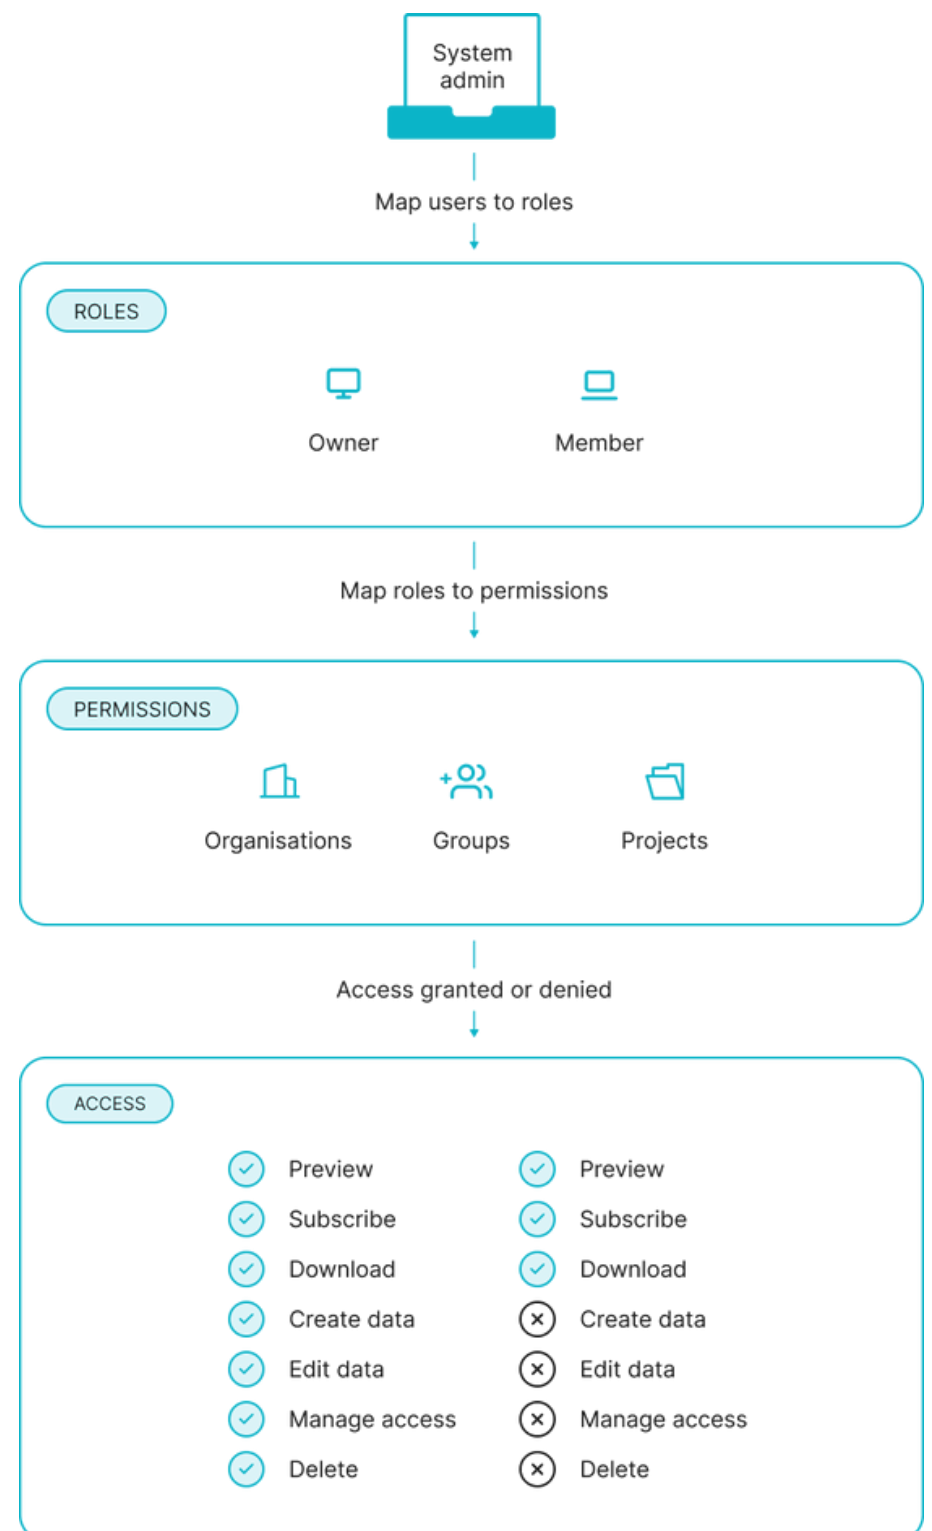 System
admin
Map users to roles
ROLES
Owner
Member
Map roles to permissions
PERMISSIONS
Organisations
Groups
Projects
Access granted or denied
ACCESS
Preview
Preview
Subscribe
Subscribe
Download
Download
Create data
Create data
Edit data
Edit data
Manage access
Manage access
Delete
Delete